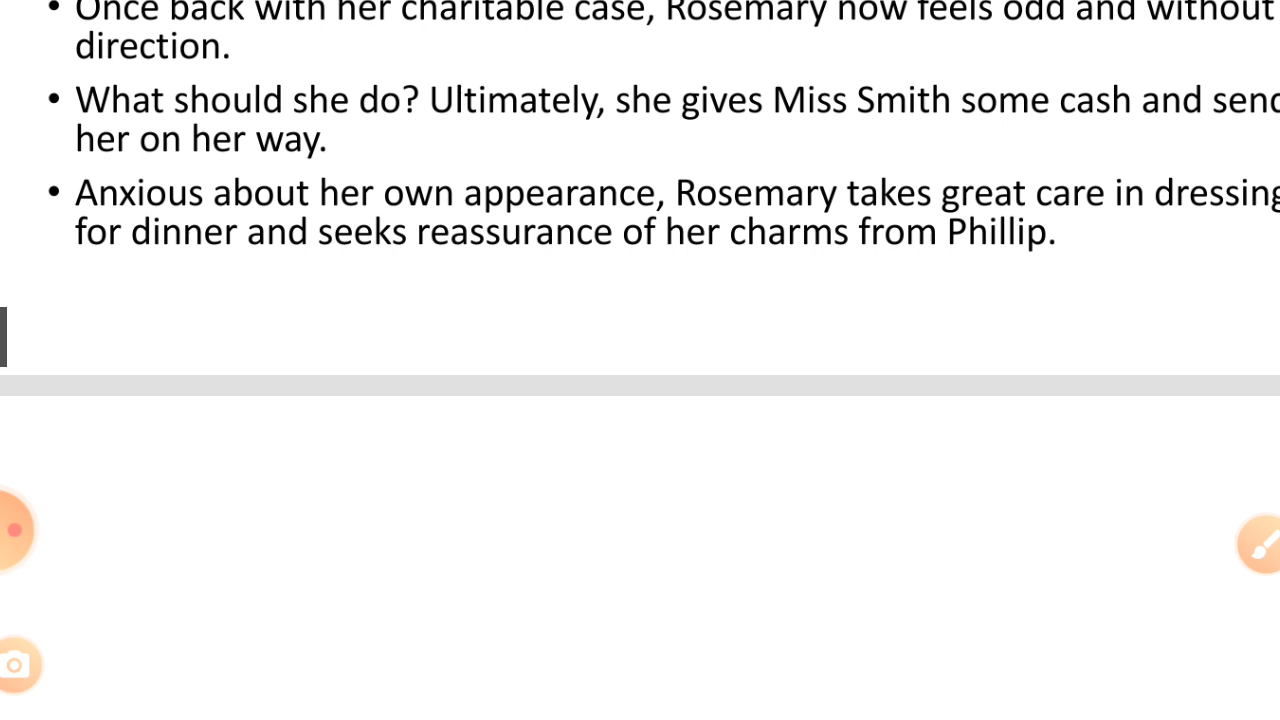 • Once back with her charitable case, Rosemary now feels odd and without
direction.
• What should she do? Ultimately, she gives Miss Smith some cash and
her on her way.
• Anxious about her own appearance, Rosemary takes great care in dressing
for dinner and seeks reassurance of her charms from Phillip.